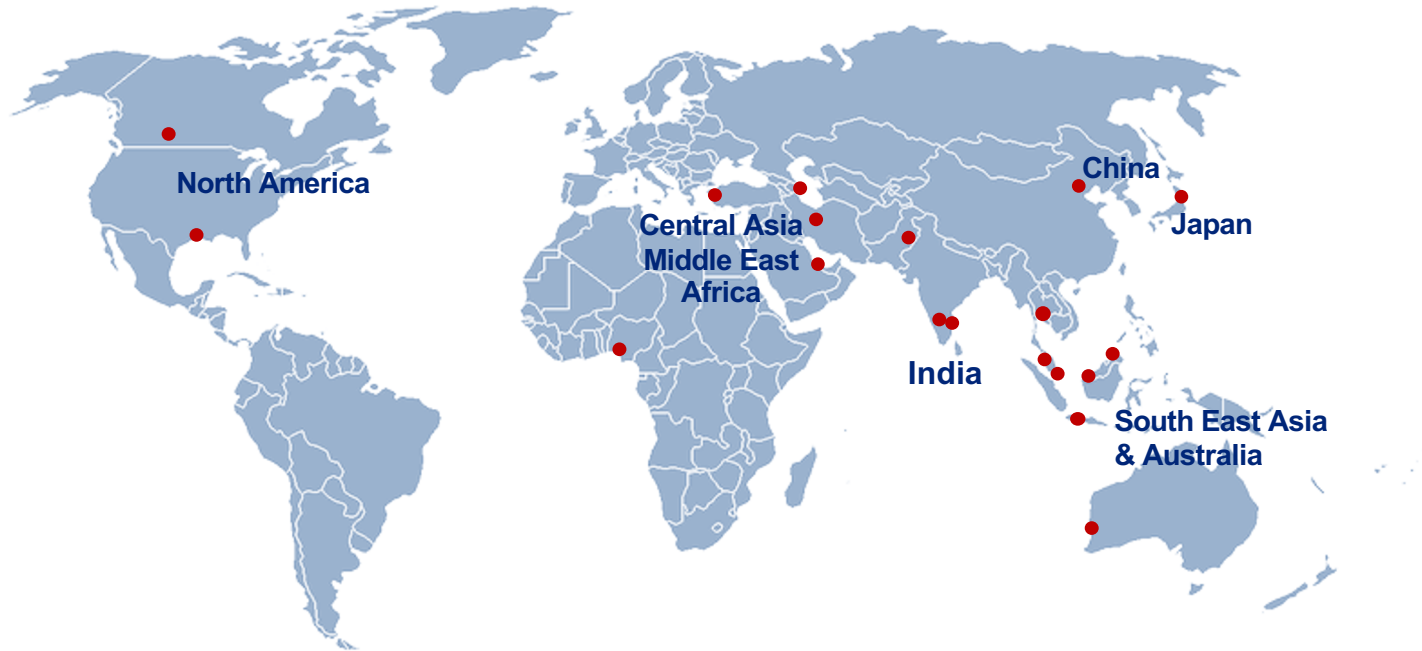 North America
Central Asia
Middle East
Africa
India
China
Japan
South East Asia
& Australia